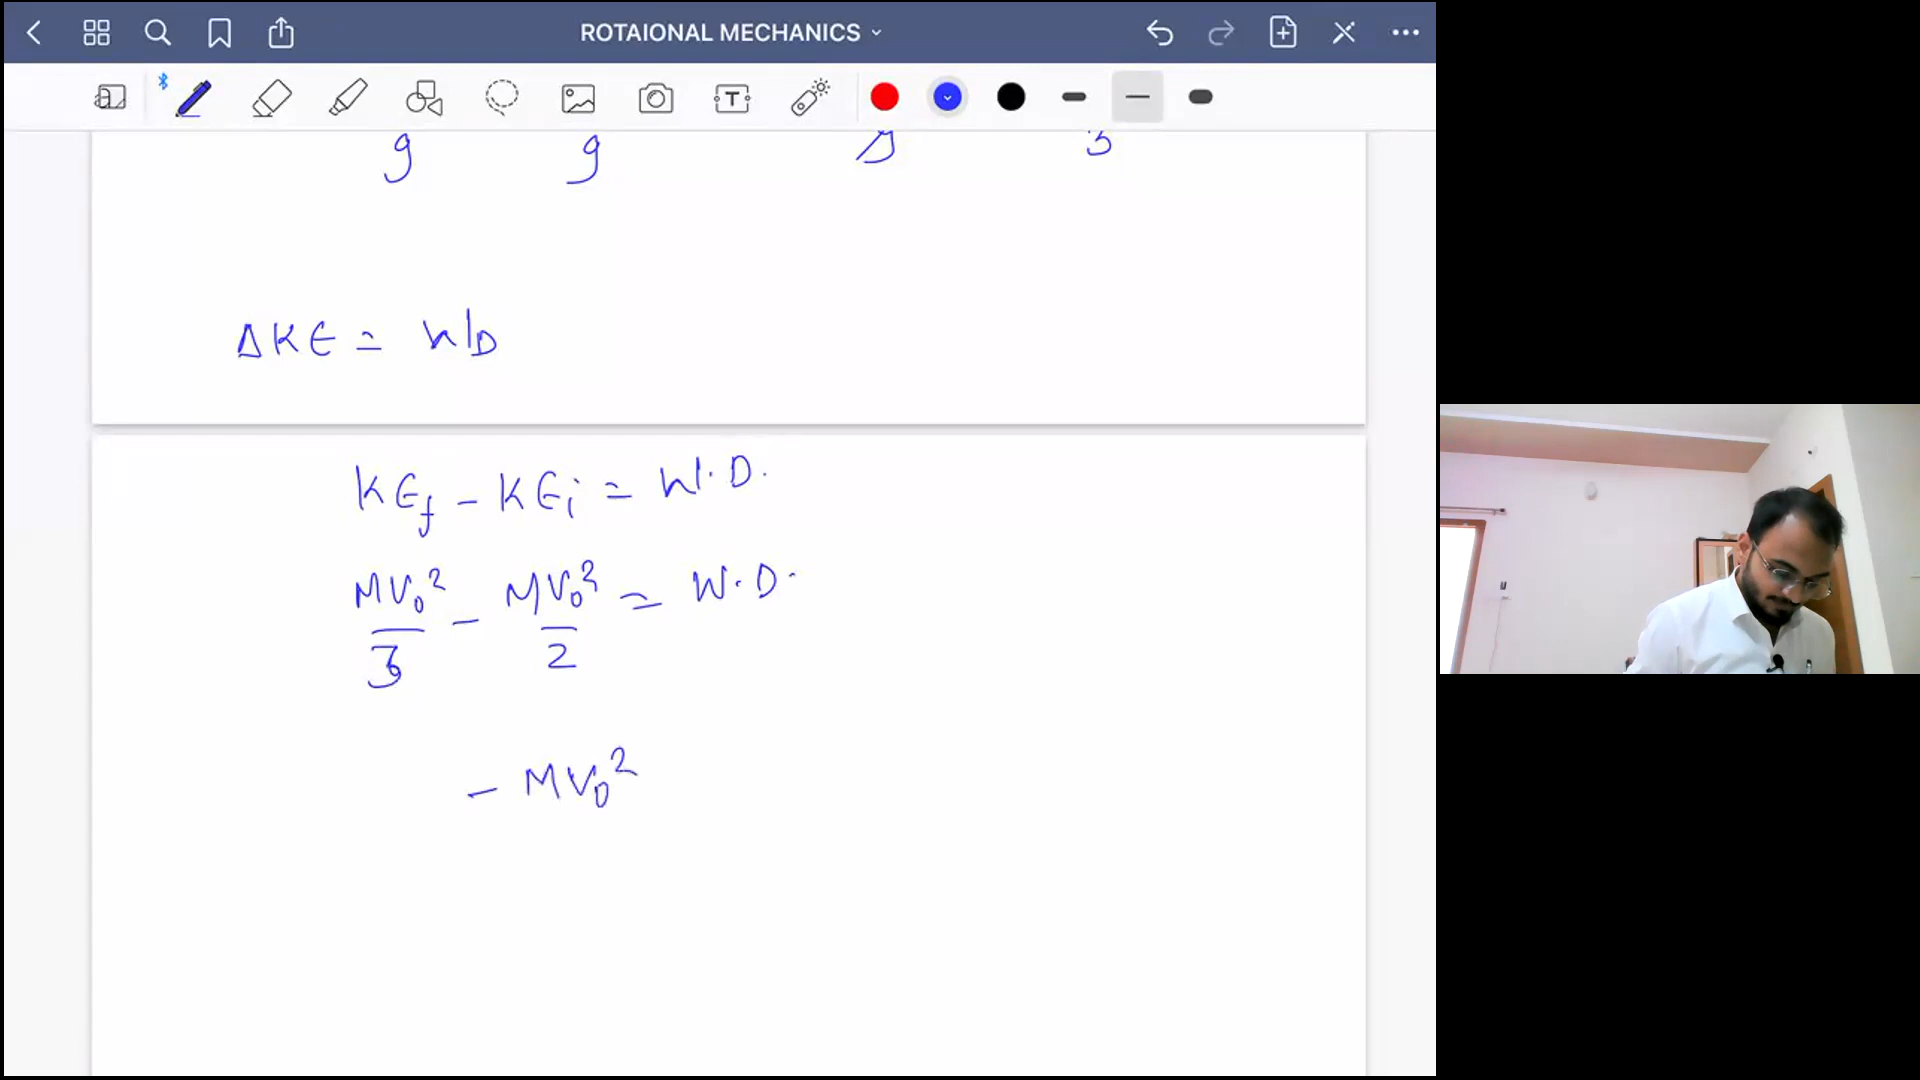 ROTAIONAL MECHANICS
g g g 3
ΔKE = WD
KEf - KEi = W.D.
MV₀²/3 - MV₀²/2 = W.D.
- MV₀²